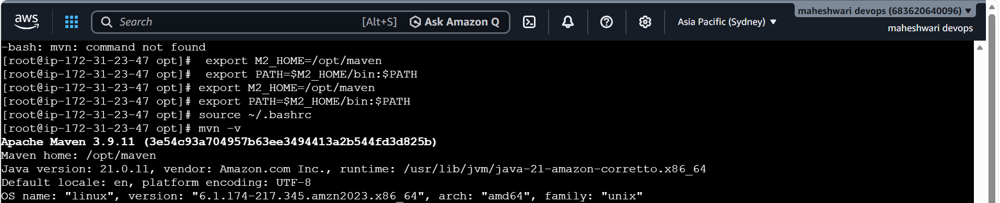 aws
Search [Alt+S] Ask Amazon Q
Asia Pacific (Sydney)
maheshwari devops (683620640096)
maheshwari devops
-bash: mvn: command not found
[root@ip-172-31-23-47 opt]#  export M2_HOME=/opt/maven
[root@ip-172-31-23-47 opt]#  export PATH=$M2_HOME/bin:$PATH
[root@ip-172-31-23-47 opt]# export M2_HOME=/opt/maven
[root@ip-172-31-23-47 opt]# export PATH=$M2_HOME/bin:$PATH
[root@ip-172-31-23-47 opt]# source ~/.bashrc
[root@ip-172-31-23-47 opt]# mvn -v
Apache Maven 3.9.11 (3e54c93a704957b63ee3494413a2b544fd3d825b)
Maven home: /opt/maven
Java version: 21.0.11, vendor: Amazon.com Inc., runtime: /usr/lib/jvm/java-21-amazon-corretto.x86_64
Default locale: en, platform encoding: UTF-8
OS name: "linux", version: "6.1.174-217.345.amzn2023.x86_64", arch: "amd64", family: "unix"